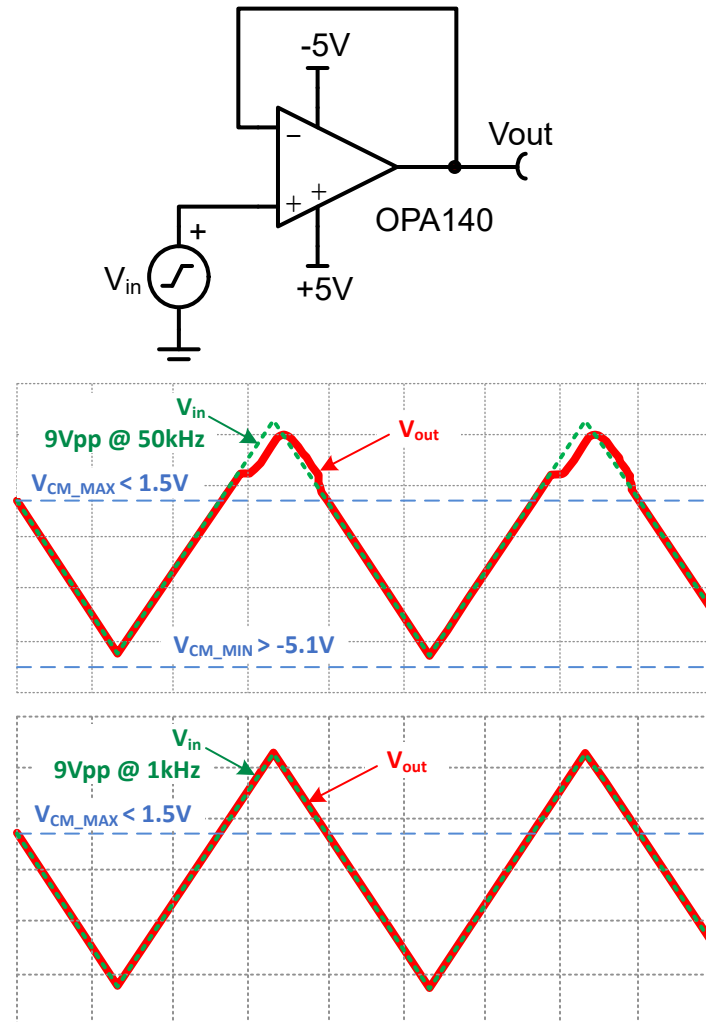 -5V
Vout
−
+
+
+
OPA140
Vin
+5V
Vin
9Vpp @ 50kHz
Vout
VCM_MAX < 1.5V
VCM_MIN > -5.1V
Vin
9Vpp @ 1kHz
Vout
VCM_MAX < 1.5V